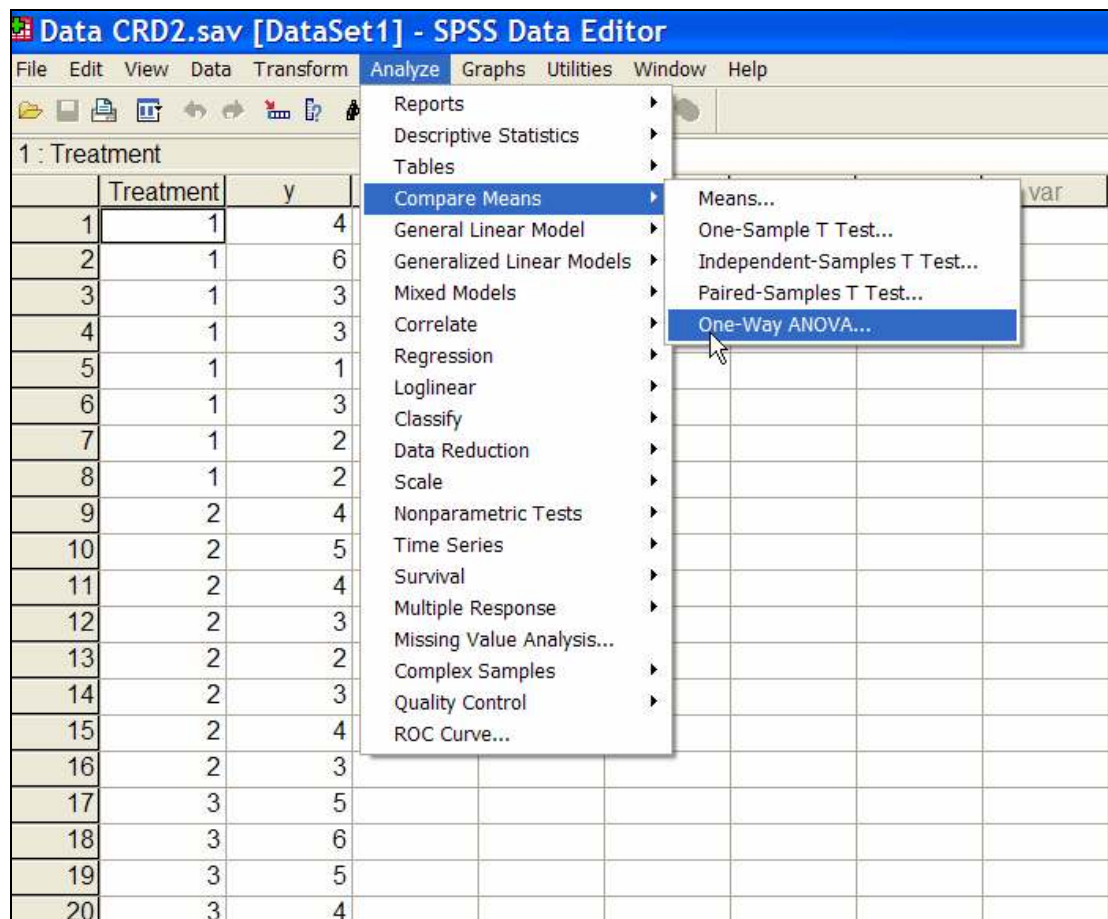 Data CRD2.sav [DataSet1] - SPSS Data Editor
File Edit View Data Transform Analyze Graphs Utilities Window Help
1 : Treatment
Treatment y var
1 1 4
2 1 6
3 1 3
4 1 3
5 1 1
6 1 3
7 1 2
8 1 2
9 2 4
10 2 5
11 2 4
12 2 3
13 2 2
14 2 3
15 2 4
16 2 3
17 3 5
18 3 6
19 3 5
20 3 4
Reports
Descriptive Statistics
Tables
Compare Means
General Linear Model
Generalized Linear Models
Mixed Models
Correlate
Regression
Loglinear
Classify
Data Reduction
Scale
Nonparametric Tests
Time Series
Survival
Multiple Response
Missing Value Analysis...
Complex Samples
Quality Control
ROC Curve...
Means...
One-Sample T Test...
Independent-Samples T Test...
Paired-Samples T Test...
One-Way ANOVA...